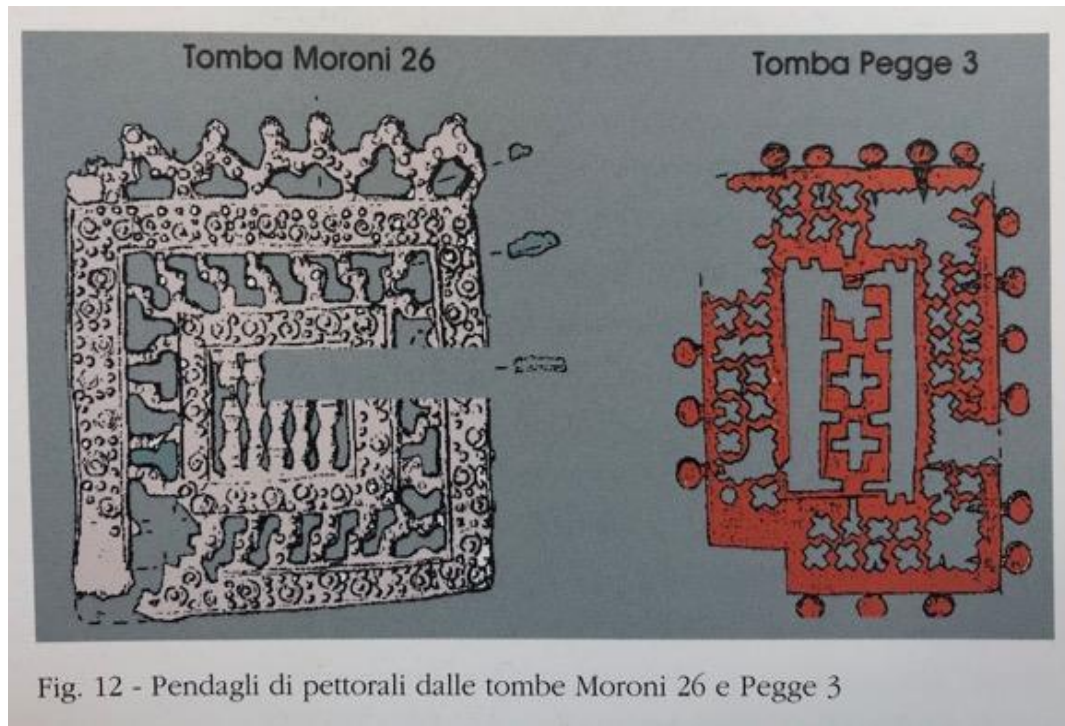 Tomba Moroni 26
Tomba Pegge 3
Fig. 12 - Pendagli di pettorali dalle tombe Moroni 26 e Pegge 3